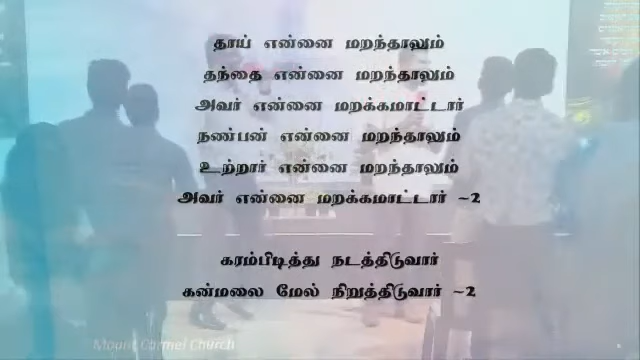 தாய் என்னை மறந்தாலும்
தந்தை என்னை மறந்தாலும்
அவர் என்னை மறக்கமாட்டார்
நண்பன் என்னை மறந்தாலும்
உற்றார் என்னை மறந்தாலும்
அவர் என்னை மறக்கமாட்டார் ~2
கரம்பிடித்து நடத்திடுவார்
கன்மலை மேல் நிறுத்திடுவார் ~2
Mount Carmel Church